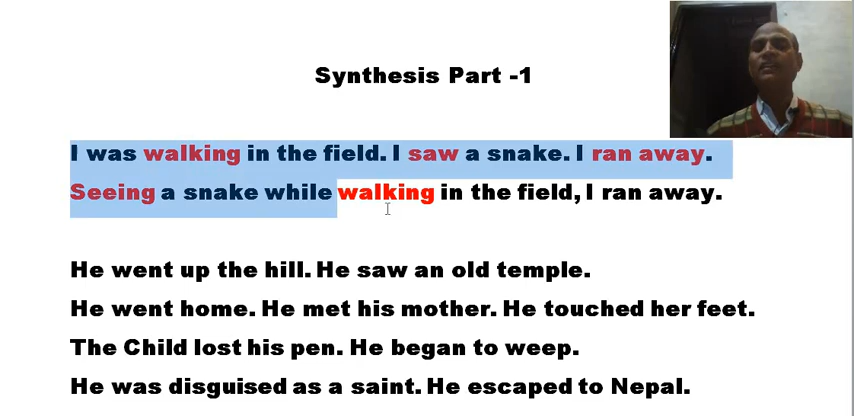 Synthesis Part -1
I was walking in the field. I saw a snake. I ran away.
Seeing a snake while walking in the field, I ran away.
He went up the hill. He saw an old temple.
He went home. He met his mother. He touched her feet.
The Child lost his pen. He began to weep.
He was disguised as a saint. He escaped to Nepal.